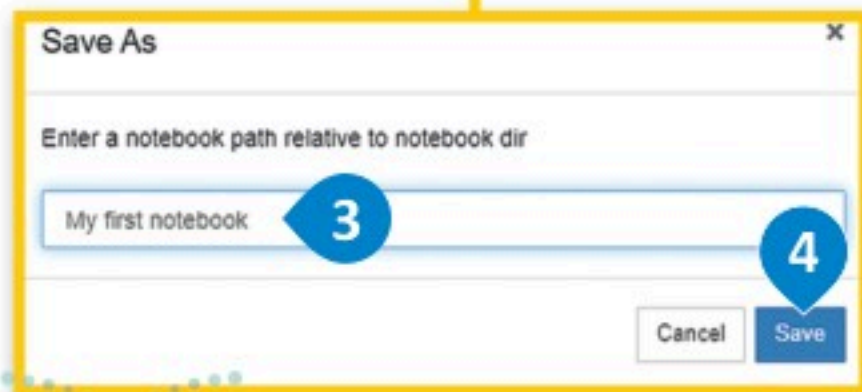 Save As
×
Enter a notebook path relative to notebook dir
My first notebook
3
4
Cancel
Save